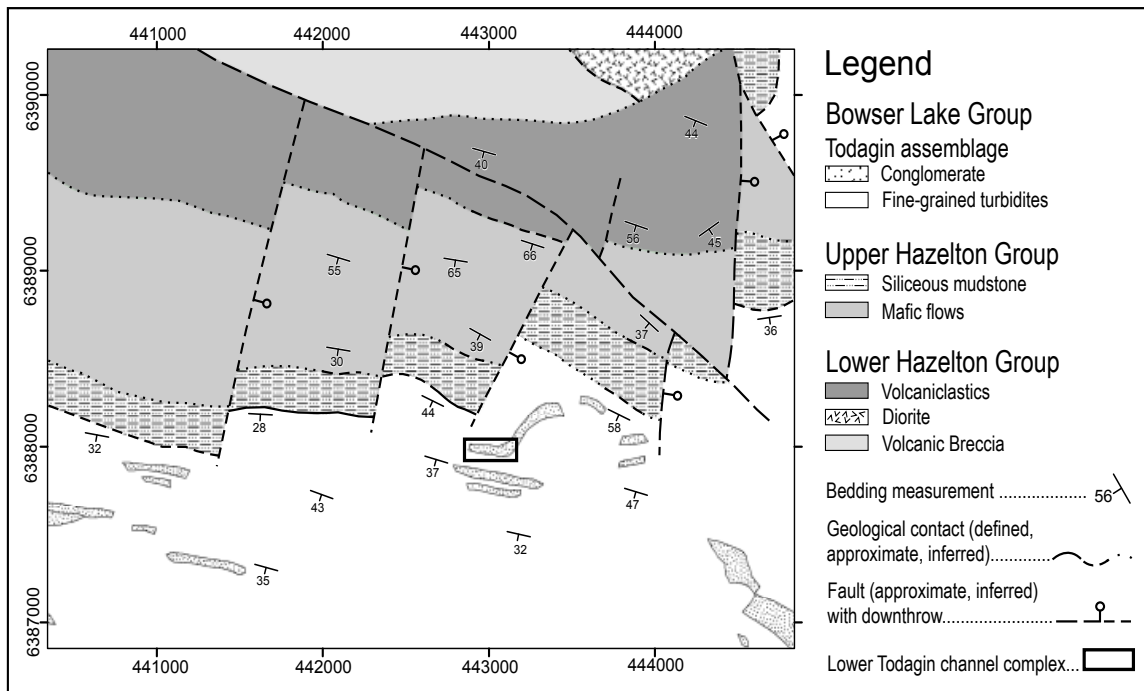 441000 442000 443000 444000
6390000
6389000
6388000
6387000
44
40
56
45
55
65
66
36
37
39
30
44
58
28
32
37
47
43
32
35
441000 442000 443000 444000
Legend
Bowser Lake Group
Todagin assemblage
Conglomerate
Fine-grained turbidites
Upper Hazelton Group
Siliceous mudstone
Mafic flows
Lower Hazelton Group
Volcaniclastics
Diorite
Volcanic Breccia
Bedding measurement ..................... 56
Geological contact (defined,
approximate, inferred)............
Fault (approximate, inferred)
with downthrow........................
Lower Todagin channel complex...